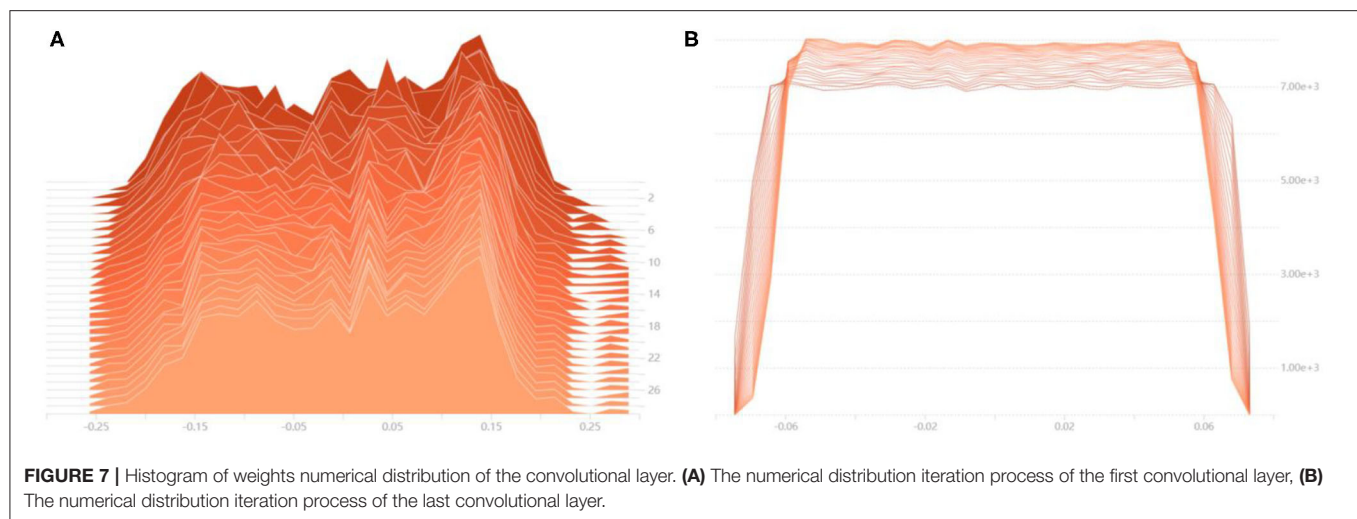 A
B
2
6
10
14
18
22
26
-0.25
-0.15
-0.05
0.05
0.15
0.25
7.00e+3
5.00e+3
3.00e+3
1.00e+3
-0.06
-0.02
0.02
0.06
FIGURE 7 | Histogram of weights numerical distribution of the convolutional layer. (A) The numerical distribution iteration process of the first convolutional layer, (B)
The numerical distribution iteration process of the last convolutional layer.